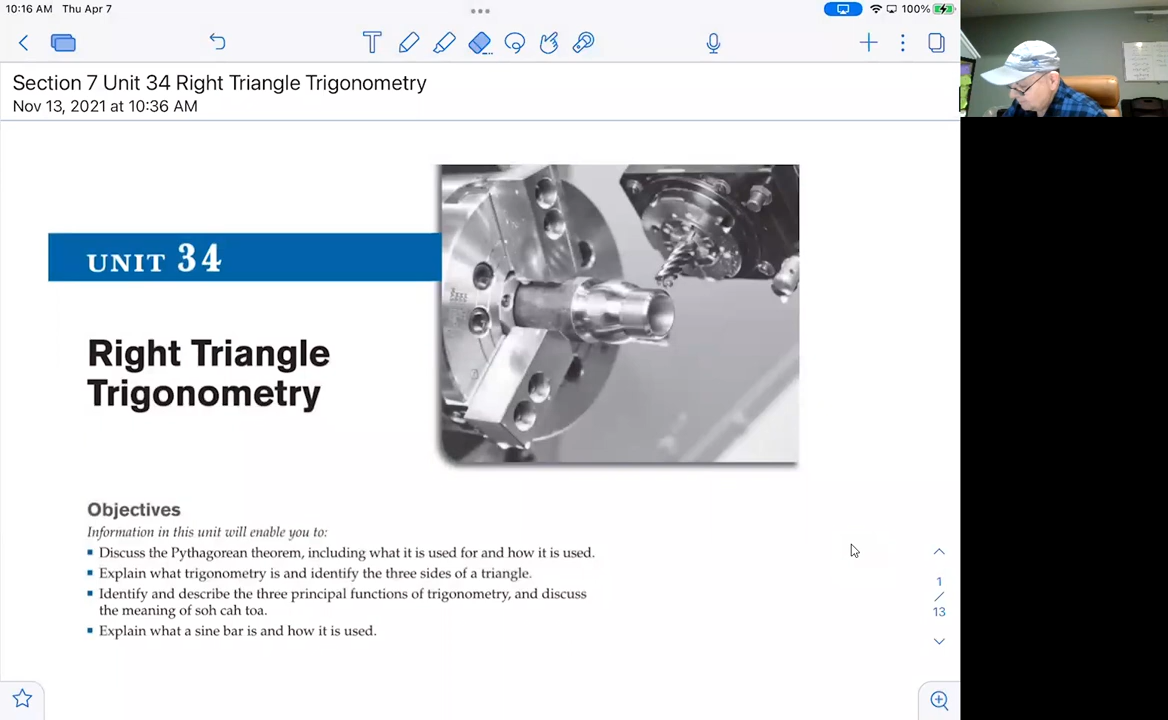 10:16 AM Thu Apr 7
100%
Section 7 Unit 34 Right Triangle Trigonometry
Nov 13, 2021 at 10:36 AM
UNIT 34
Right Triangle
Trigonometry
Objectives
Information in this unit will enable you to:
▪ Discuss the Pythagorean theorem, including what it is used for and how it is used.
▪ Explain what trigonometry is and identify the three sides of a triangle.
▪ Identify and describe the three principal functions of trigonometry, and discuss
the meaning of soh cah toa.
▪ Explain what a sine bar is and how it is used.
1
/
13